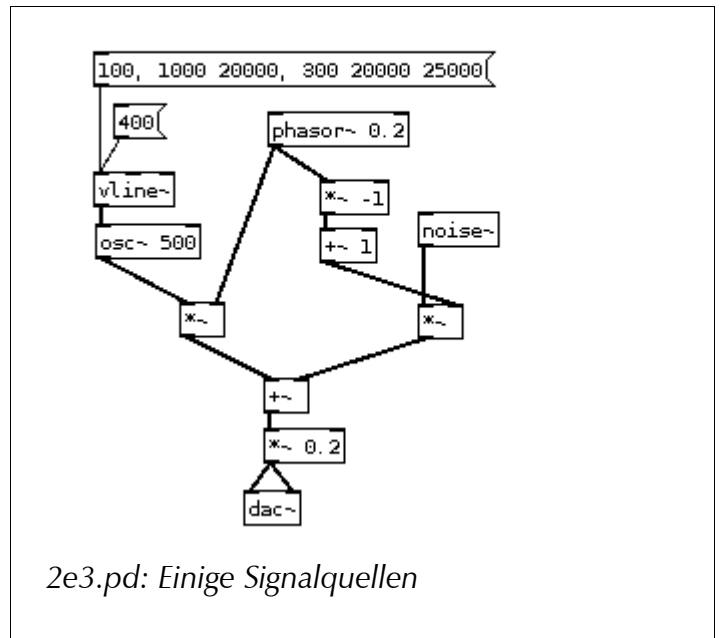 100, 1000 20000, 300 20000 25000
400
phasor~ 0.2
vline~
*~ -1
noise~
osc~ 500
+~ 1
*~
*~
+~
*~ 0.2
dac~
2e3.pd: Einige Signalquellen